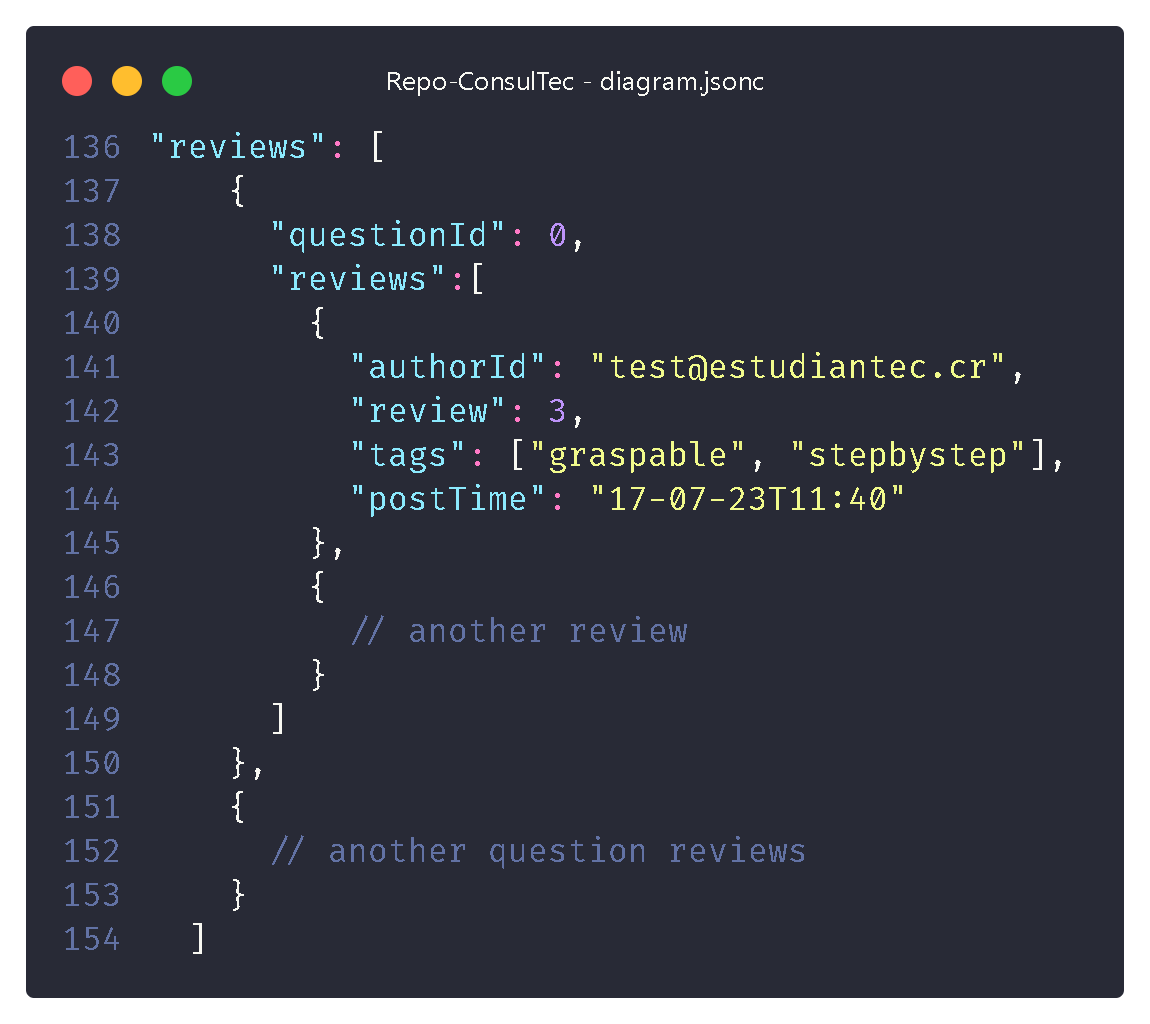 Repo-ConsulTec - diagram.jsonc
136 "reviews": [
137     {
138       "questionId": 0,
139       "reviews":[
140         {
141           "authorId": "test@estudiantec.cr",
142           "review": 3,
143           "tags": ["graspable", "stepbystep"],
144           "postTime": "17-07-23T11:40"
145         },
146         {
147           // another review
148         }
149       ]
150     },
151     {
152       // another question reviews
153     }
154   ]